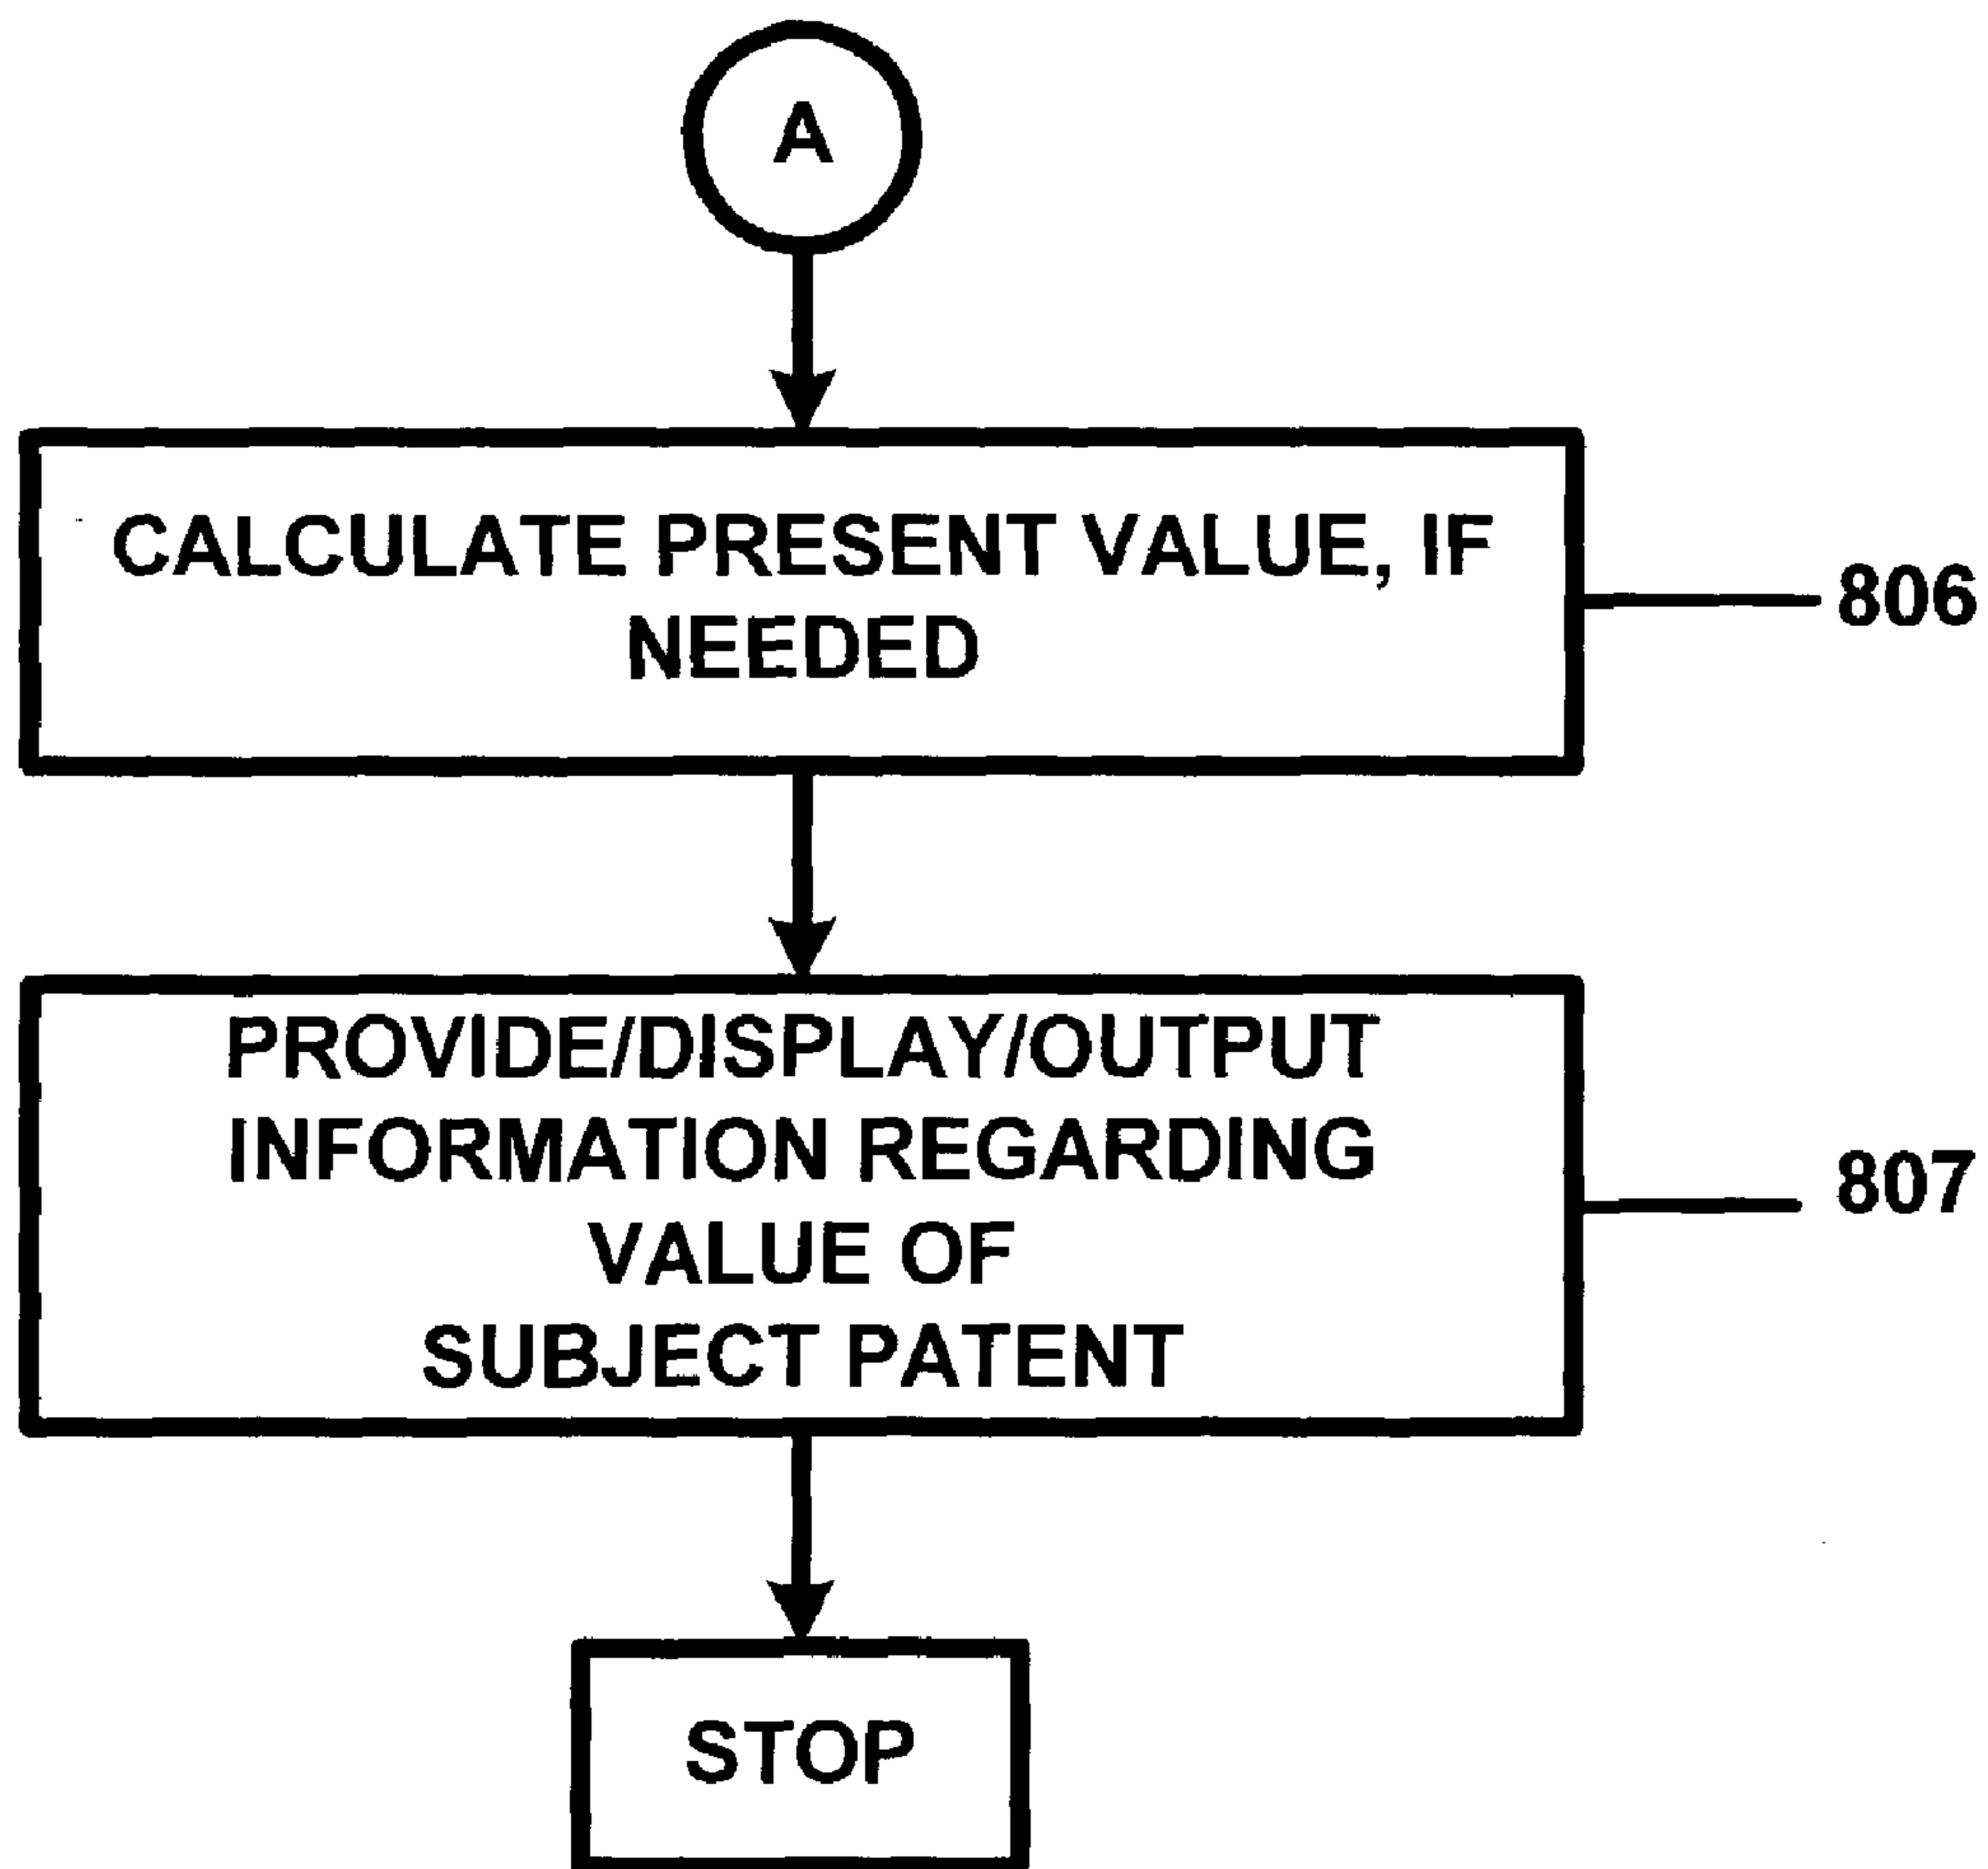 A
CALCULATE PRESENT VALUE, IF
NEEDED
806
PROVIDE/DISPLAY/OUTPUT
INFORMATION REGARDING
VALUE OF
SUBJECT PATENT
807
STOP